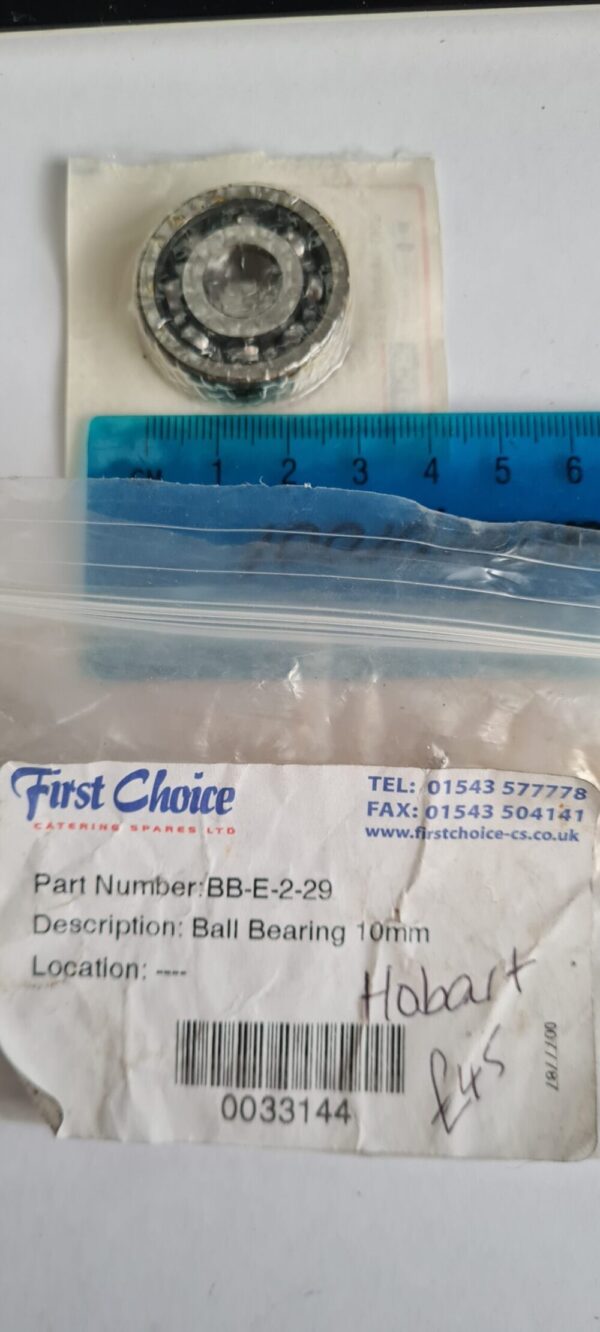 CM 1 2 3 4 5 6
First Choice
CATERING SPARES LTD
TEL: 01543 577778
FAX: 01543 504141
www.firstchoice-cs.co.uk
Part Number:BB-E-2-29
Description: Ball Bearing 10mm
Location: ----
Hobart
£45
0033144